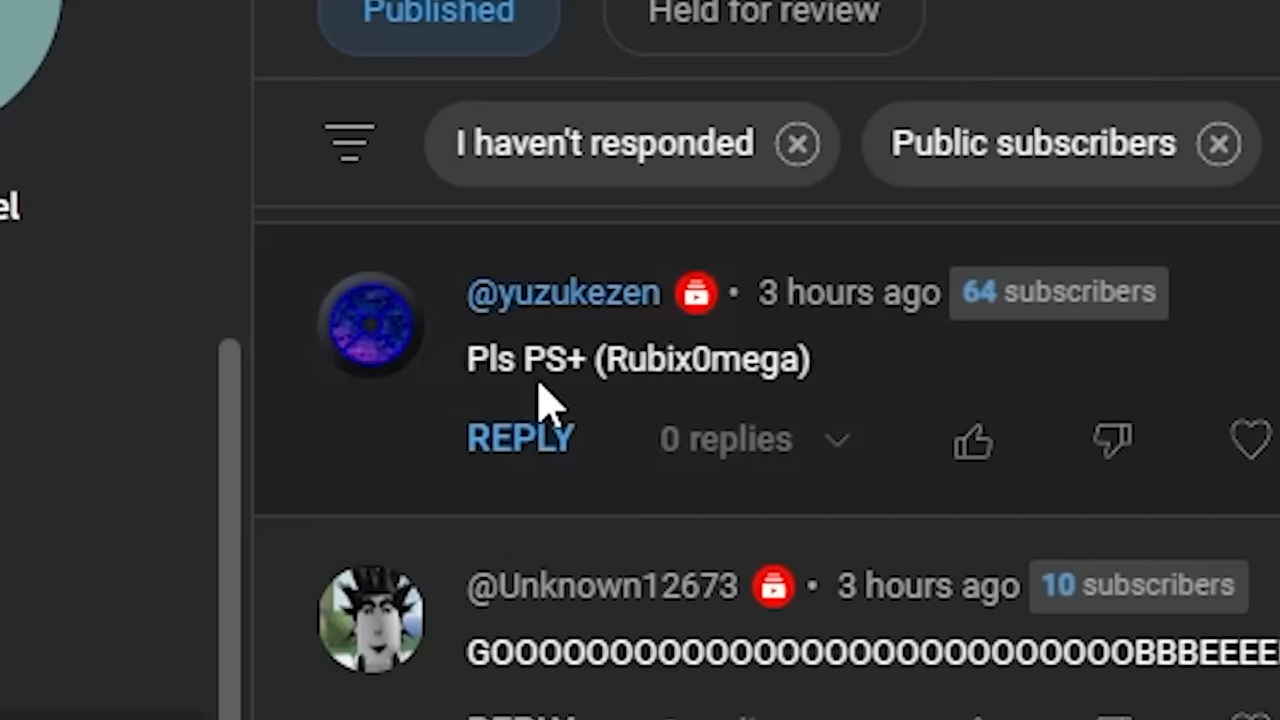 Published
Held for review
I haven't responded
Public subscribers
el
@yuzukezen • 3 hours ago 64 subscribers
Pls PS+ (Rubix0mega)
REPLY
0 replies
@Unknown12673 • 3 hours ago 10 subscribers
GOOOOOOOOOOOOOOOOOOOOOOOOOOOOBBBEEEE